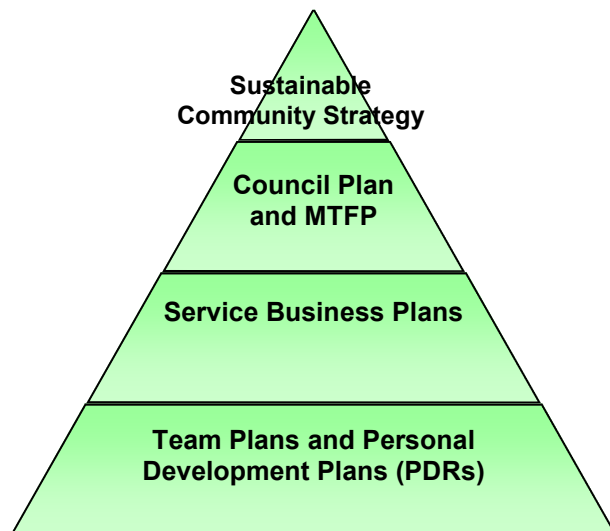 Sustainable
Community Strategy
Council Plan
and MTFP
Service Business Plans
Team Plans and Personal
Development Plans (PDRs)